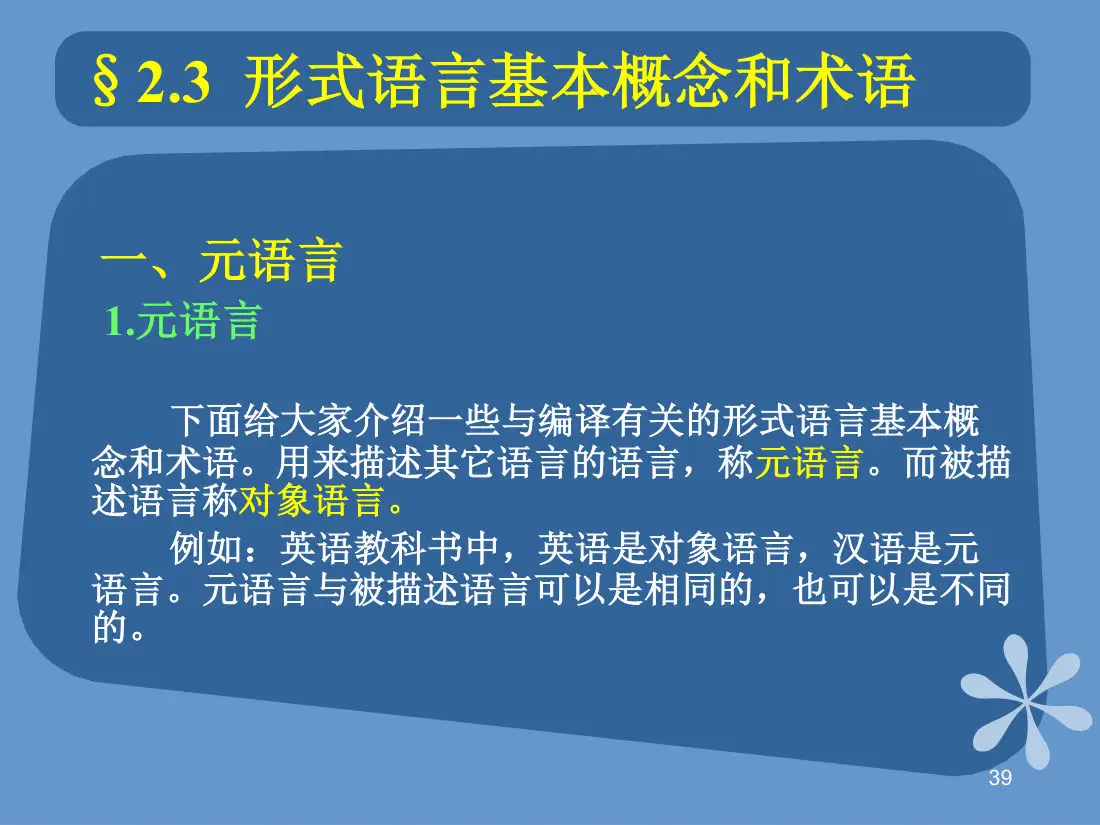 §2.3 形式语言基本概念和术语
一、元语言
1.元语言
下面给大家介绍一些与编译有关的形式语言基本概
念和术语。用来描述其它语言的语言，称元语言。而被描
述语言称对象语言。
例如：英语教科书中，英语是对象语言，汉语是元
语言。元语言与被描述语言可以是相同的，也可以是不同
的。
39